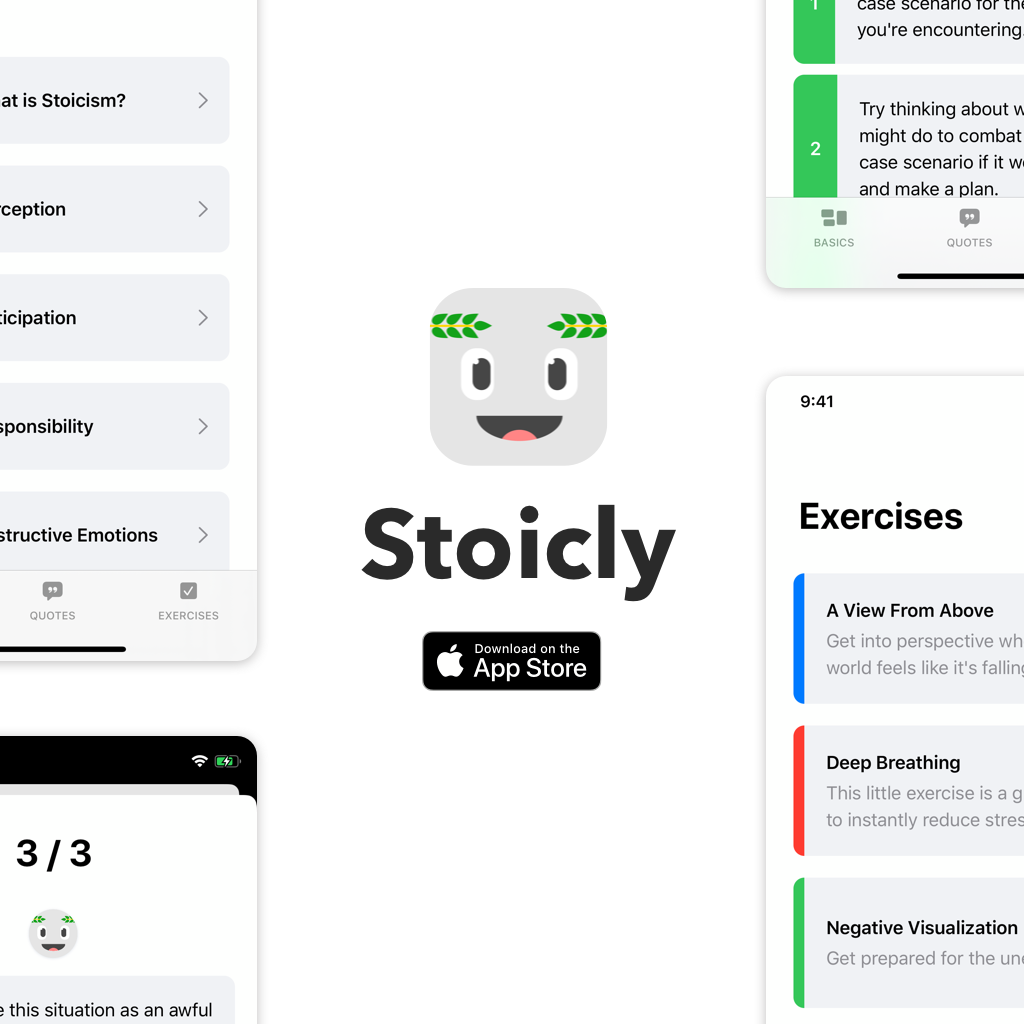 at is Stoicism?
rception
ticipation
sponsibility
structive Emotions
QUOTES
EXERCISES
3 / 3
e this situation as an awful
Stoicly
Download on the
App Store
1
case scenario for the
you're encountering.
2
Try thinking about w
might do to combat
case scenario if it we
and make a plan.
BASICS
QUOTES
9:41
Exercises
A View From Above
Get into perspective wh
world feels like it's falling
Deep Breathing
This little exercise is a g
to instantly reduce stres
Negative Visualization
Get prepared for the une